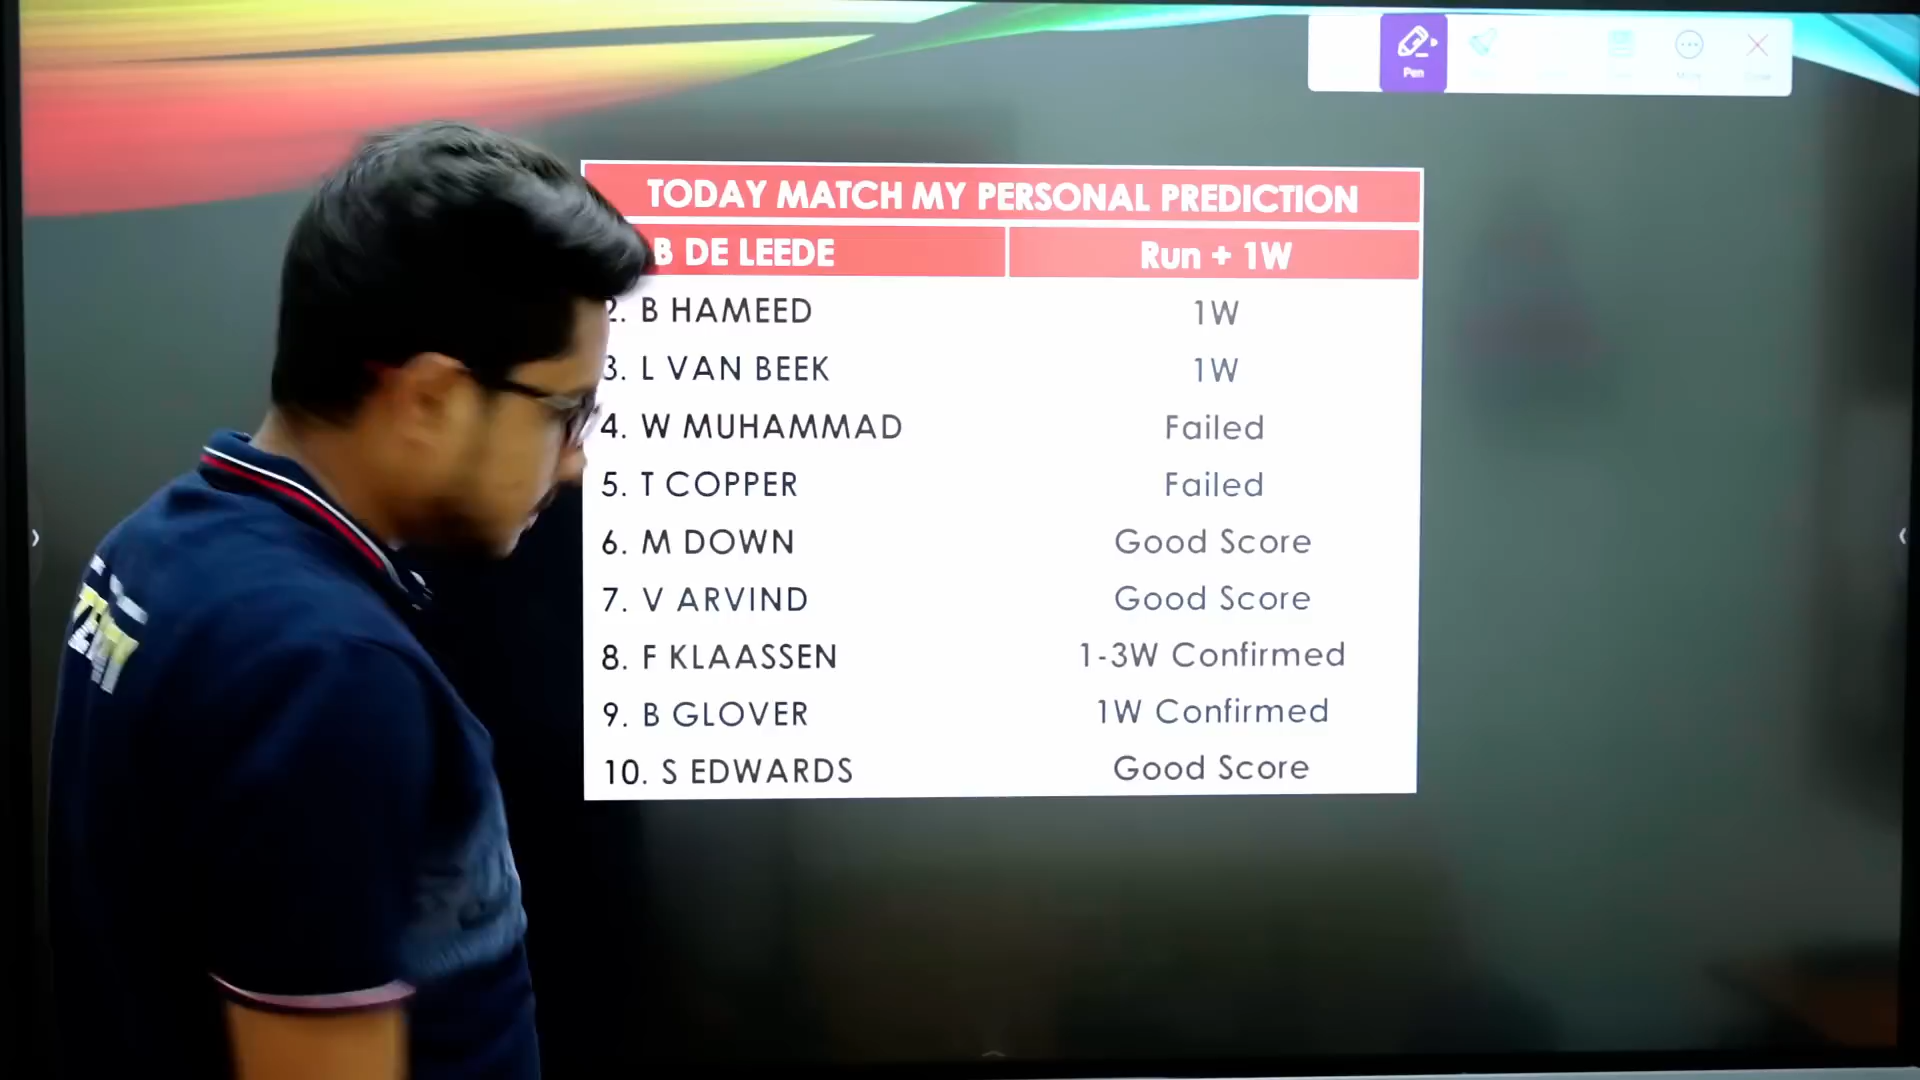 Pen
TODAY MATCH MY PERSONAL PREDICTION
B DE LEEDE Run + 1W
2. B HAMEED 1W
3. L VAN BEEK 1W
4. W MUHAMMAD Failed
5. T COPPER Failed
6. M DOWN Good Score
7. V ARVIND Good Score
8. F KLAASSEN 1-3W Confirmed
9. B GLOVER 1W Confirmed
10. S EDWARDS Good Score